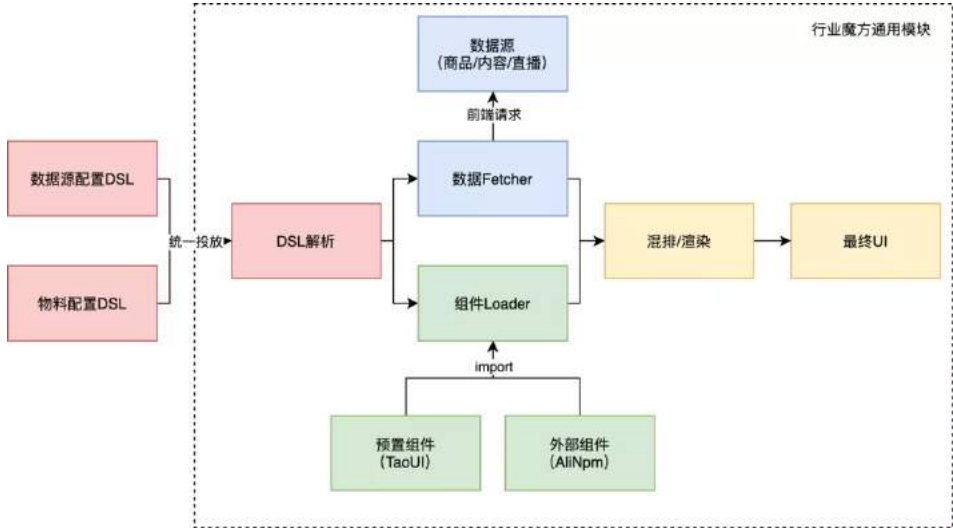 行业魔方通用模块
数据源
(商品/内容/直播)
前端请求
数据源配置DSL
数据Fetcher
统一投放
DSL解析
混排/渲染
最终UI
物料配置DSL
组件Loader
import
预置组件
(TaoUI)
外部组件
(AliNpm)